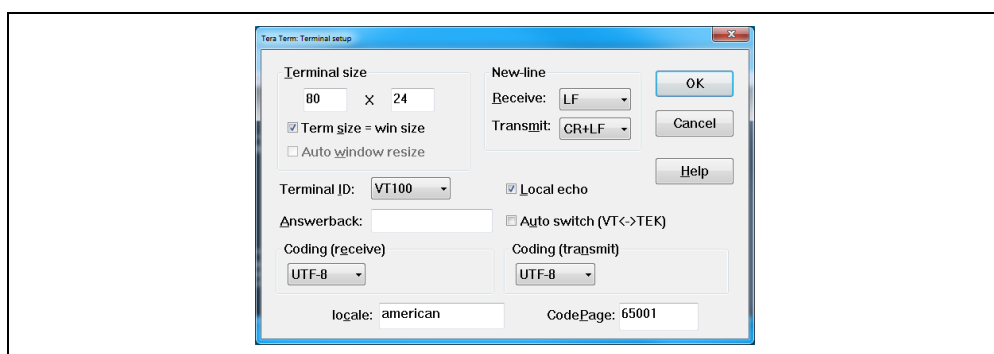 Tera Term: Terminal setup
Terminal size
80 X 24
Term size = win size
Auto window resize
New-line
Receive: LF
Transmit: CR+LF
OK
Cancel
Help
Terminal ID: VT100
Local echo
Answerback:
Auto switch (VT<->TEK)
Coding (receive)
UTF-8
Coding (transmit)
UTF-8
locale: american
CodePage: 65001